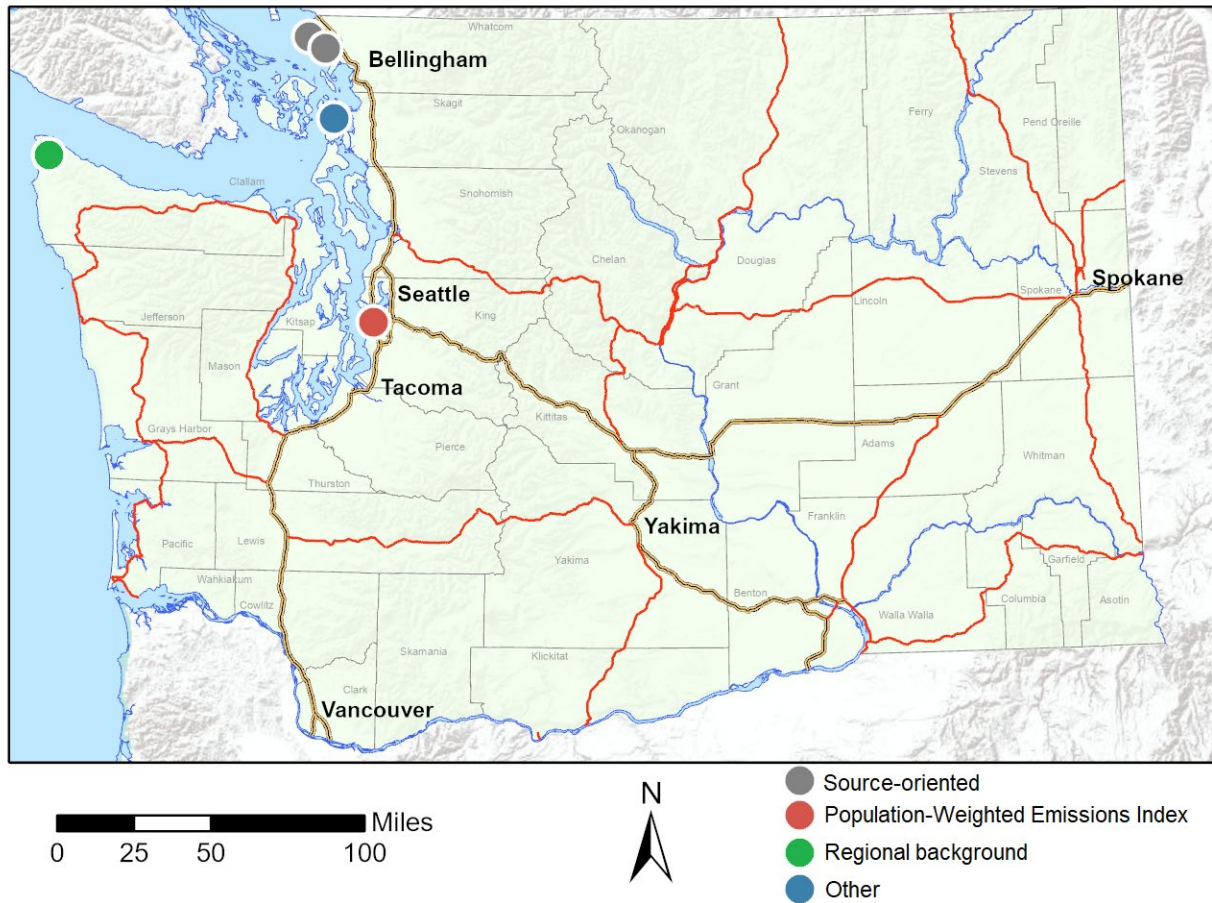 Whatcom
Bellingham
Skagit
Okanogan
Ferry
Pend Oreille
Stevens
Clallam
Snohomish
Chelan
Douglas
Spokane
Seattle
Spokane
Lincoln
Jefferson
Kitsap
King
Mason
Tacoma
Grant
Kittitas
Grays Harbor
Pierce
Adams
Whitman
Thurston
Yakima
Franklin
Pacific
Lewis
Yakima
Garfield
Wahkiakum
Benton
Columbia
Asotin
Cowlitz
Walla Walla
Skamania
Klickitat
Clark
Vancouver
N
Miles
0 25 50 100
Source-oriented
Population-Weighted Emissions Index
Regional background
Other